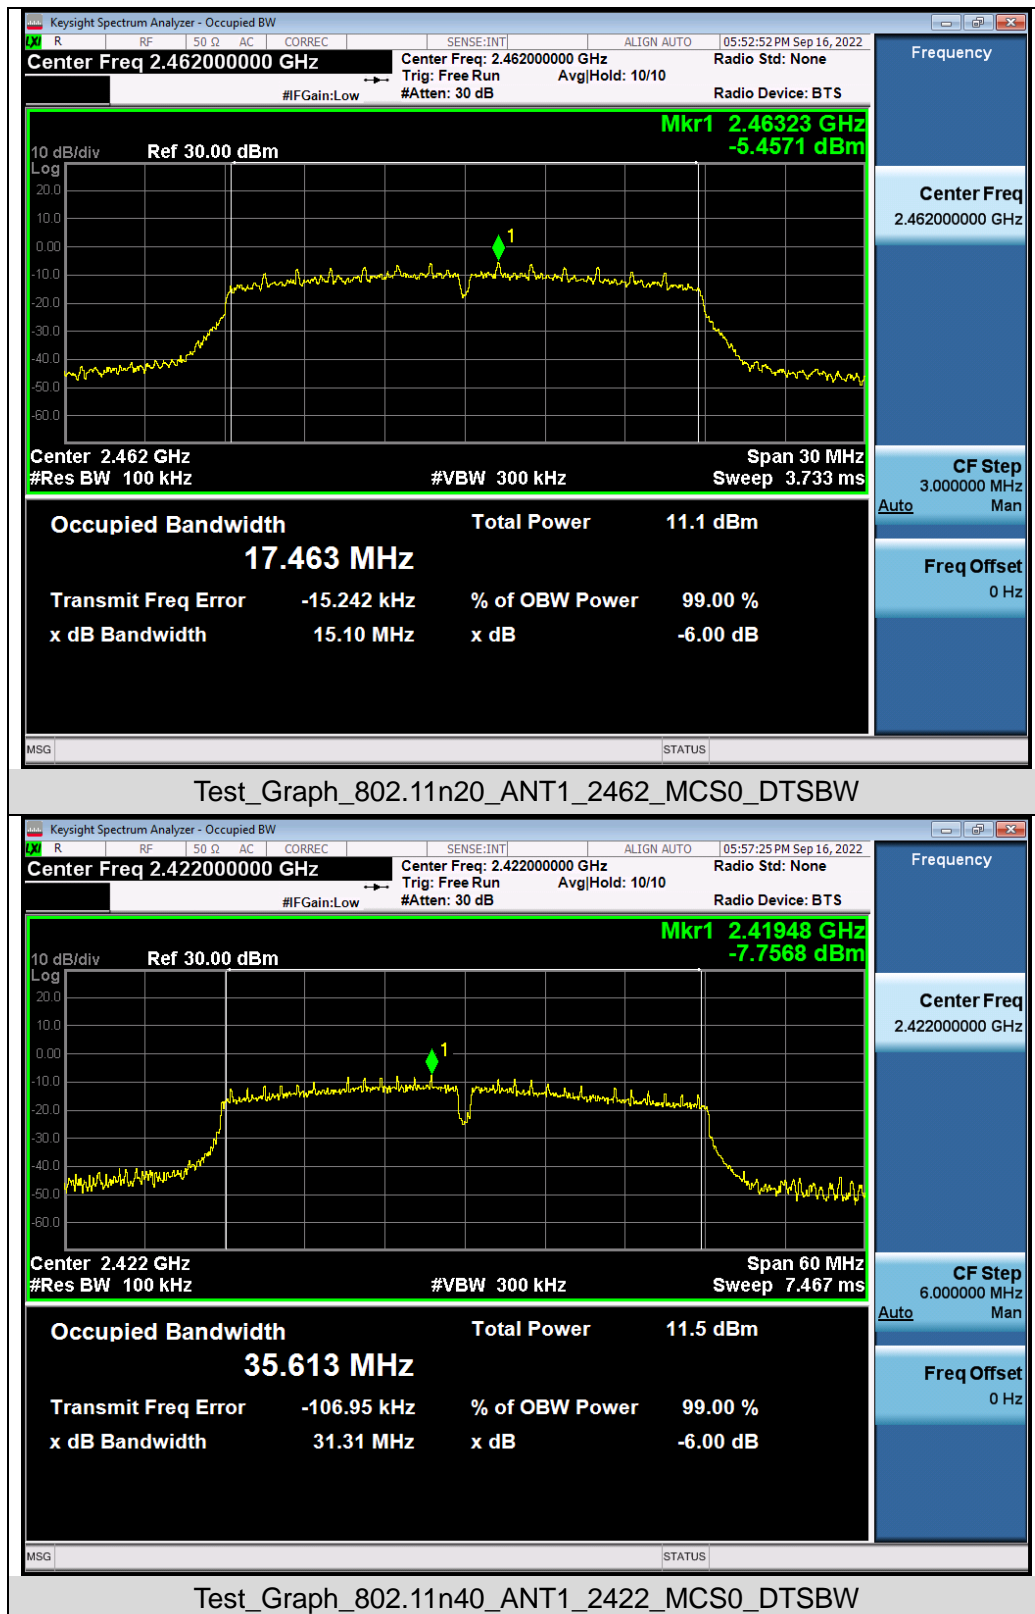 Keysight Spectrum Analyzer - Occupied BW
LXI R RF 50 Ω AC CORREC SENSE:INT ALIGN AUTO 05:52:52 PM Sep 16, 2022
Center Freq 2.462000000 GHz
Center Freq: 2.462000000 GHz Radio Std: None
Trig: Free Run Avg|Hold: 10/10
#IFGain:Low #Atten: 30 dB Radio Device: BTS
Frequency
Mkr1 2.46323 GHz
10 dB/div Ref 30.00 dBm -5.4571 dBm
Log
20.0
10.0
0.00
-10.0
-20.0
-30.0
-40.0
-50.0
-60.0
1
Center 2.462 GHz Span 30 MHz
#Res BW 100 kHz #VBW 300 kHz Sweep 3.733 ms
Center Freq
2.462000000 GHz
CF Step
3.000000 MHz
Auto Man
Freq Offset
0 Hz
Occupied Bandwidth Total Power 11.1 dBm
17.463 MHz
Transmit Freq Error -15.242 kHz % of OBW Power 99.00 %
x dB Bandwidth 15.10 MHz x dB -6.00 dB
MSG STATUS
Test_Graph_802.11n20_ANT1_2462_MCS0_DTSBW
Keysight Spectrum Analyzer - Occupied BW
LXI R RF 50 Ω AC CORREC SENSE:INT ALIGN AUTO 05:57:25 PM Sep 16, 2022
Center Freq 2.422000000 GHz
Center Freq: 2.422000000 GHz Radio Std: None
Trig: Free Run Avg|Hold: 10/10
#IFGain:Low #Atten: 30 dB Radio Device: BTS
Frequency
Mkr1 2.41948 GHz
10 dB/div Ref 30.00 dBm -7.7568 dBm
Log
20.0
10.0
0.00
-10.0
-20.0
-30.0
-40.0
-50.0
-60.0
1
Center 2.422 GHz Span 60 MHz
#Res BW 100 kHz #VBW 300 kHz Sweep 7.467 ms
Center Freq
2.422000000 GHz
CF Step
6.000000 MHz
Auto Man
Freq Offset
0 Hz
Occupied Bandwidth Total Power 11.5 dBm
35.613 MHz
Transmit Freq Error -106.95 kHz % of OBW Power 99.00 %
x dB Bandwidth 31.31 MHz x dB -6.00 dB
MSG STATUS
Test_Graph_802.11n40_ANT1_2422_MCS0_DTSBW